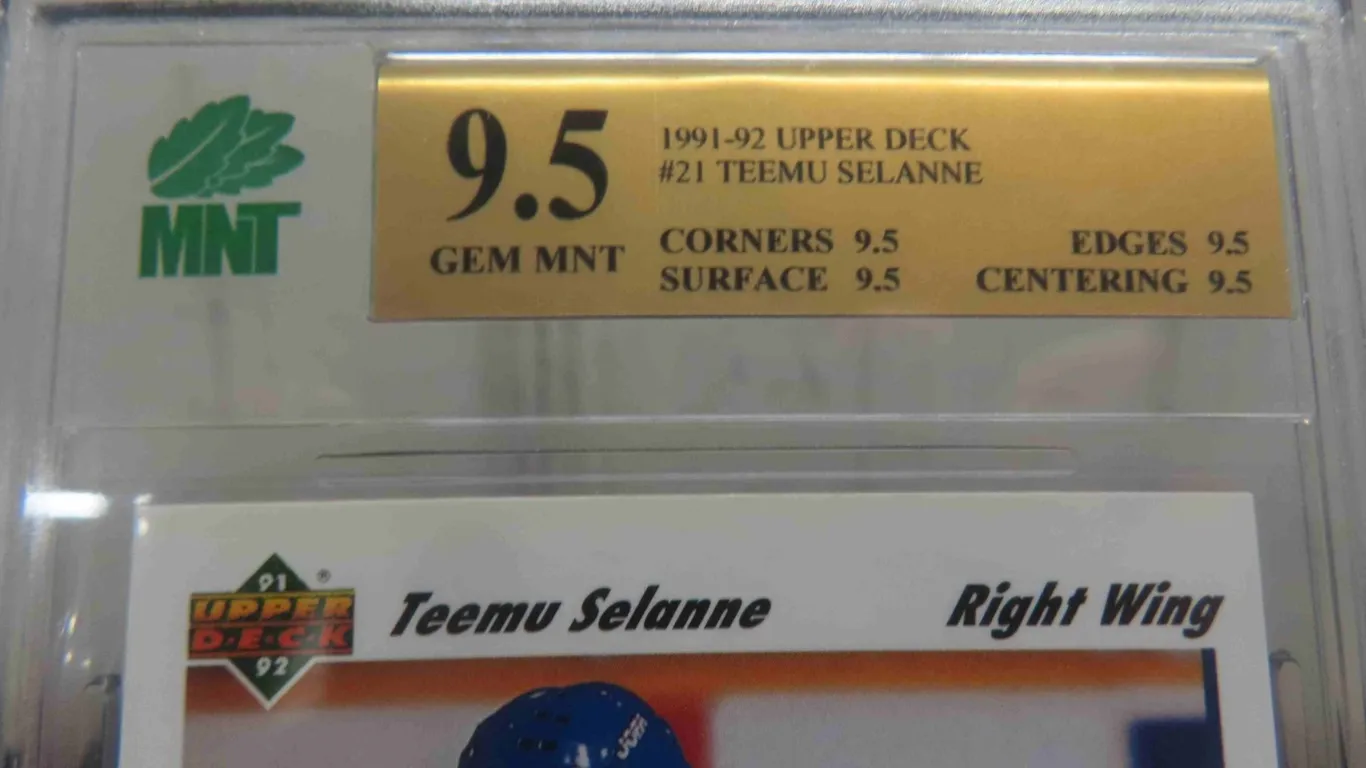 MNT
9.5
GEM MNT
1991-92 UPPER DECK
#21 TEEMU SELANNE
CORNERS 9.5
EDGES 9.5
SURFACE 9.5
CENTERING 9.5
91
UPPER
D·E·C·K
92
®
Teemu Selanne
Right Wing